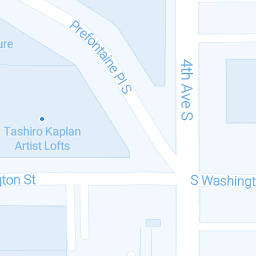 ure
Prefontaine Pl S
4th Ave S
Tashiro Kaplan
Artist Lofts
gton St
S Washingt